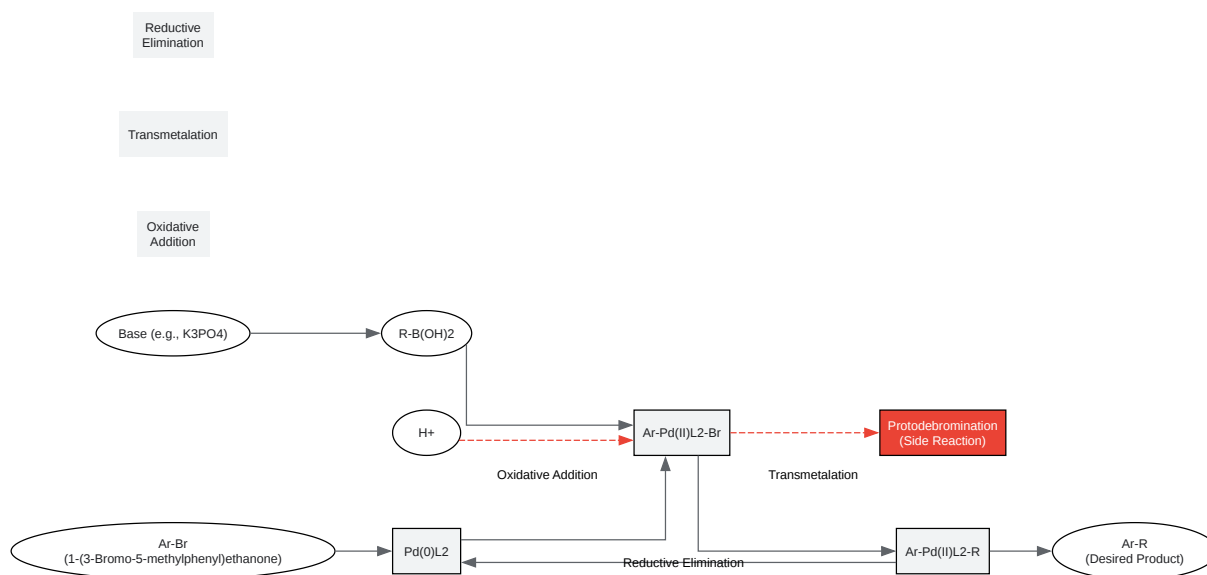 Reductive
Elimination
Transmetalation
Oxidative
Addition
Base (e.g., K3PO4)
R-B(OH)2
H+
Ar-Pd(II)L2-Br
Protodebromination
(Side Reaction)
Oxidative Addition
Transmetalation
Ar-Br
(1-(3-Bromo-5-methylphenyl)ethanone)
Pd(0)L2
Reductive Elimination
Ar-Pd(II)L2-R
Ar-R
(Desired Product)